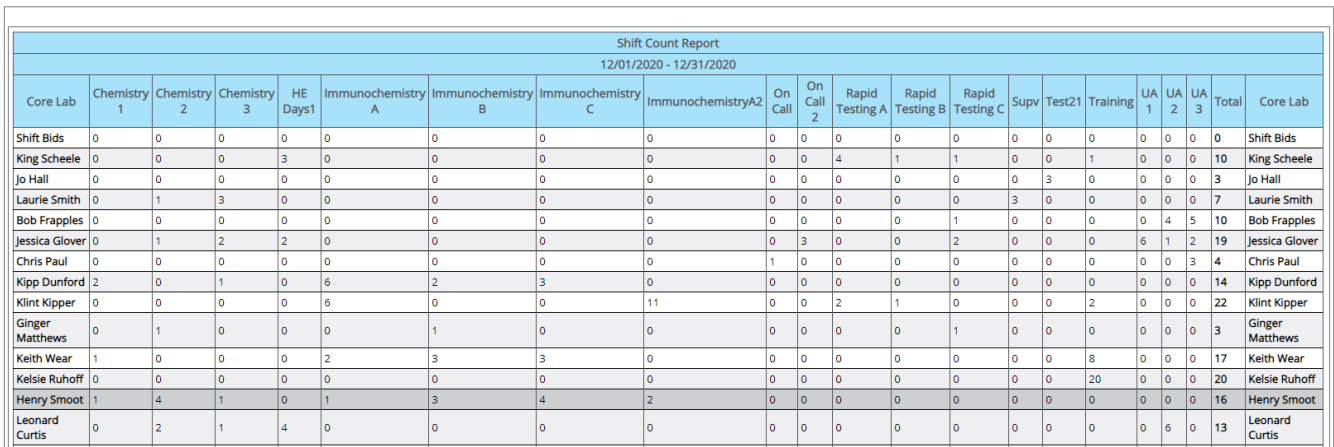 Shift Count Report
12/01/2020 - 12/31/2020
Core Lab Chemistry 1 Chemistry 2 Chemistry 3 HE Days1 Immunochemistry A Immunochemistry B Immunochemistry C ImmunochemistryA2 On Call On Call 2 Rapid Testing A Rapid Testing B Rapid Testing C Supv Test21 Training UA 1 UA 2 UA 3 Total Core Lab
Shift Bids 0 0 0 0 0 0 0 0 0 0 0 0 0 0 0 0 0 0 0 0 Shift Bids
King Scheele 0 0 0 3 0 0 0 0 0 0 4 1 1 0 0 1 0 0 0 10 King Scheele
Jo Hall 0 0 0 0 0 0 0 0 0 0 0 0 0 0 3 0 0 0 0 3 Jo Hall
Laurie Smith 0 1 3 0 0 0 0 0 0 0 0 0 0 3 0 0 0 0 0 7 Laurie Smith
Bob Frapples 0 0 0 0 0 0 0 0 0 0 0 0 1 0 0 0 0 4 5 10 Bob Frapples
Jessica Glover 0 1 2 2 0 0 0 0 0 3 0 0 2 0 0 0 6 1 2 19 Jessica Glover
Chris Paul 0 0 0 0 0 0 0 0 1 0 0 0 0 0 0 0 0 0 3 4 Chris Paul
Kipp Dunford 2 0 1 0 6 2 3 0 0 0 0 0 0 0 0 0 0 0 0 14 Kipp Dunford
Klint Kipper 0 0 0 0 6 0 0 11 0 0 2 1 0 0 0 2 0 0 0 22 Klint Kipper
Ginger Matthews 0 1 0 0 0 1 0 0 0 0 0 0 1 0 0 0 0 0 0 3 Ginger Matthews
Keith Wear 1 0 0 0 2 3 3 0 0 0 0 0 0 0 0 8 0 0 0 17 Keith Wear
Kelsie Ruhoff 0 0 0 0 0 0 0 0 0 0 0 0 0 0 0 20 0 0 0 20 Kelsie Ruhoff
Henry Smoot 1 4 1 0 1 3 4 2 0 0 0 0 0 0 0 0 0 0 0 16 Henry Smoot
Leonard Curtis 0 2 1 4 0 0 0 0 0 0 0 0 0 0 0 0 0 6 0 13 Leonard Curtis